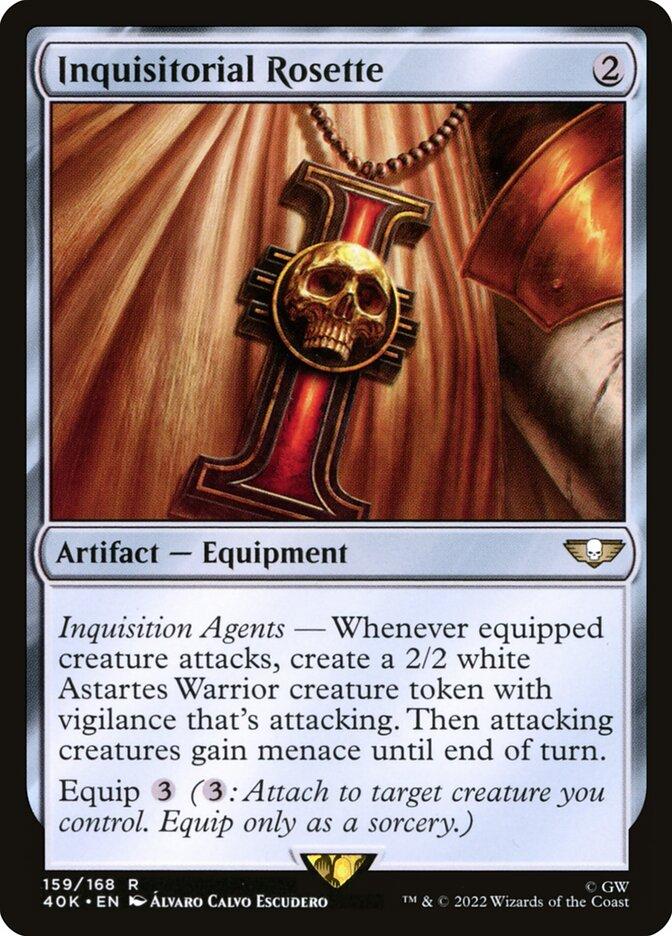 Inquisitorial Rosette 2
Artifact — Equipment
Inquisition Agents — Whenever equipped
creature attacks, create a 2/2 white
Astartes Warrior creature token with
vigilance that's attacking. Then attacking
creatures gain menace until end of turn.
Equip 3 (3: Attach to target creature you
control. Equip only as a sorcery.)
159/168 R
© GW
40K • EN Álvaro Calvo Escudero
™ & © 2022 Wizards of the Coast